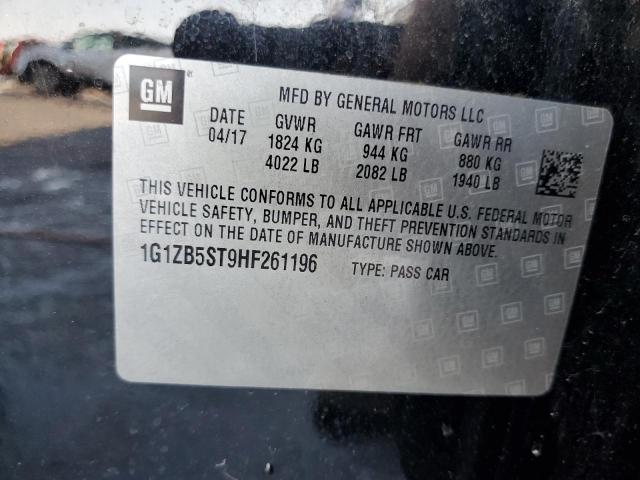 GM
MFD BY GENERAL MOTORS LLC
DATE GVWR GAWR FRT GAWR RR
04/17 1824 KG 944 KG 880 KG
4022 LB 2082 LB 1940 LB
THIS VEHICLE CONFORMS TO ALL APPLICABLE U.S. FEDERAL MOTOR
VEHICLE SAFETY, BUMPER, AND THEFT PREVENTION STANDARDS IN
EFFECT ON THE DATE OF MANUFACTURE SHOWN ABOVE.
1G1ZB5ST9HF261196 TYPE: PASS CAR